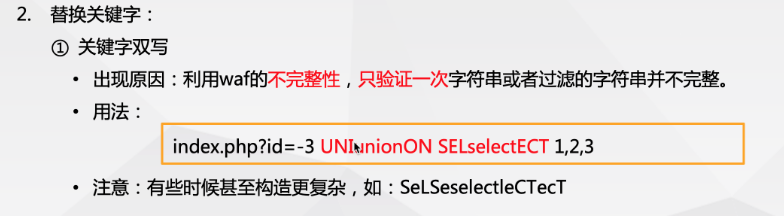 2. 替换关键字：
① 关键字双写
• 出现原因：利用waf的不完整性，只验证一次字符串或者过滤的字符串并不完整。
• 用法：
index.php?id=-3 UNIunionON SELselectECT 1,2,3
• 注意：有些时候甚至构造更复杂，如：SeLSeselectleCTecT